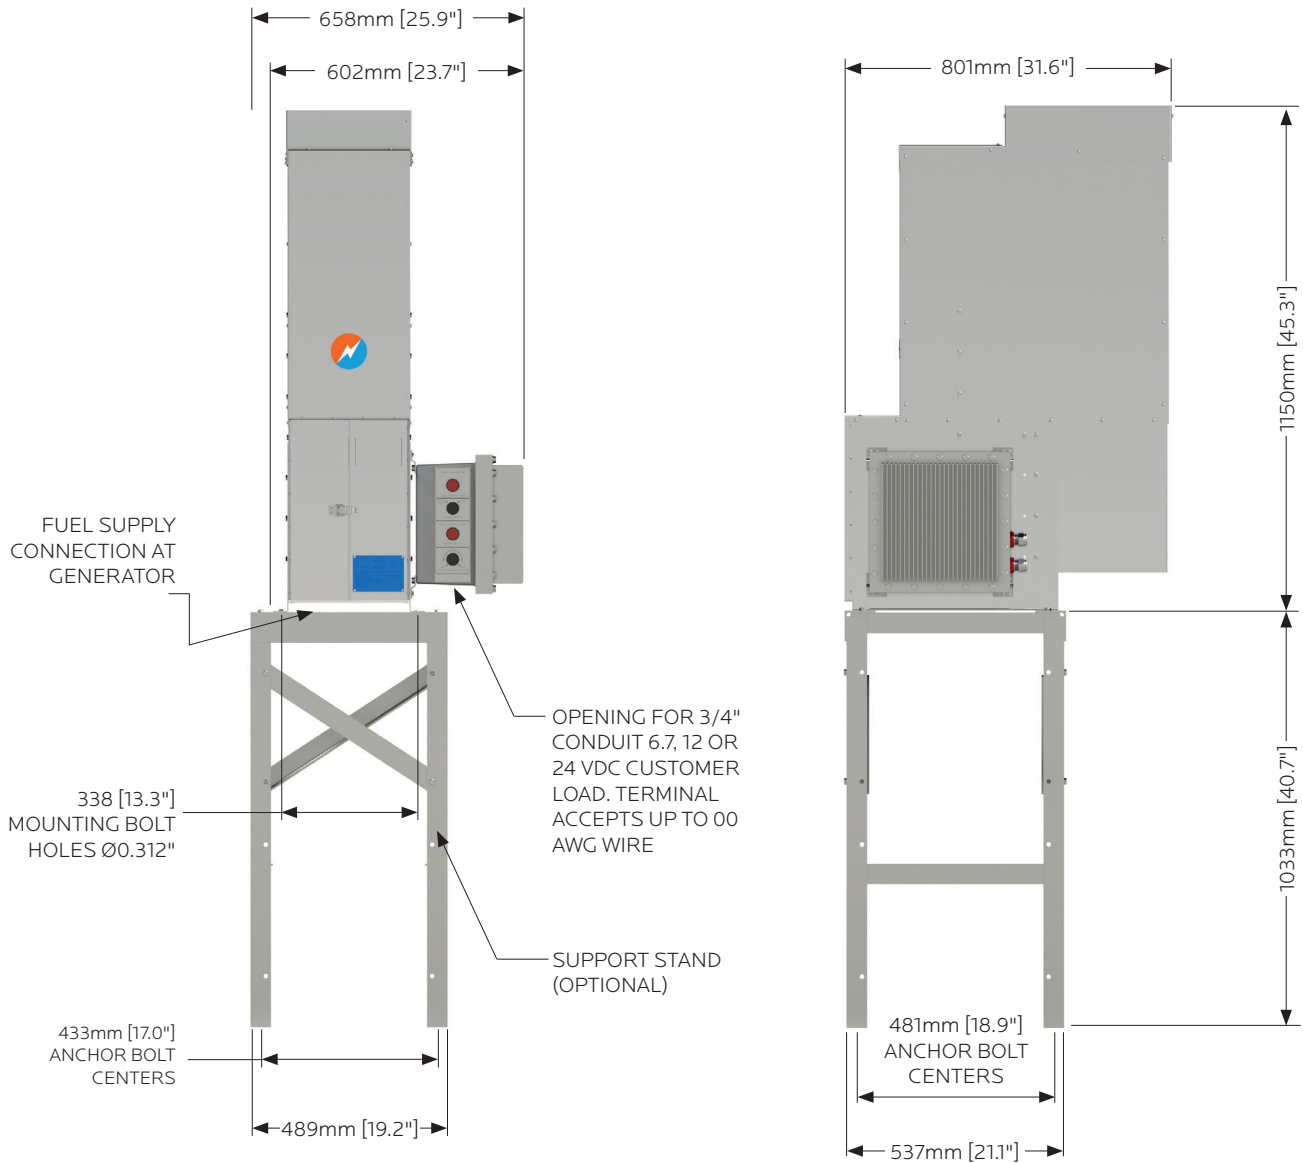 658mm [25.9"]
602mm [23.7"]
801mm [31.6"]
1150mm [45.3"]
FUEL SUPPLY
CONNECTION AT
GENERATOR
OPENING FOR 3/4"
CONDUIT 6.7, 12 OR
24 VDC CUSTOMER
LOAD. TERMINAL
ACCEPTS UP TO 00
AWG WIRE
338 [13.3"]
MOUNTING BOLT
HOLES Ø0.312"
1033mm [40.7"]
SUPPORT STAND
(OPTIONAL)
433mm [17.0"]
ANCHOR BOLT
CENTERS
481mm [18.9"]
ANCHOR BOLT
CENTERS
489mm [19.2"]
537mm [21.1"]